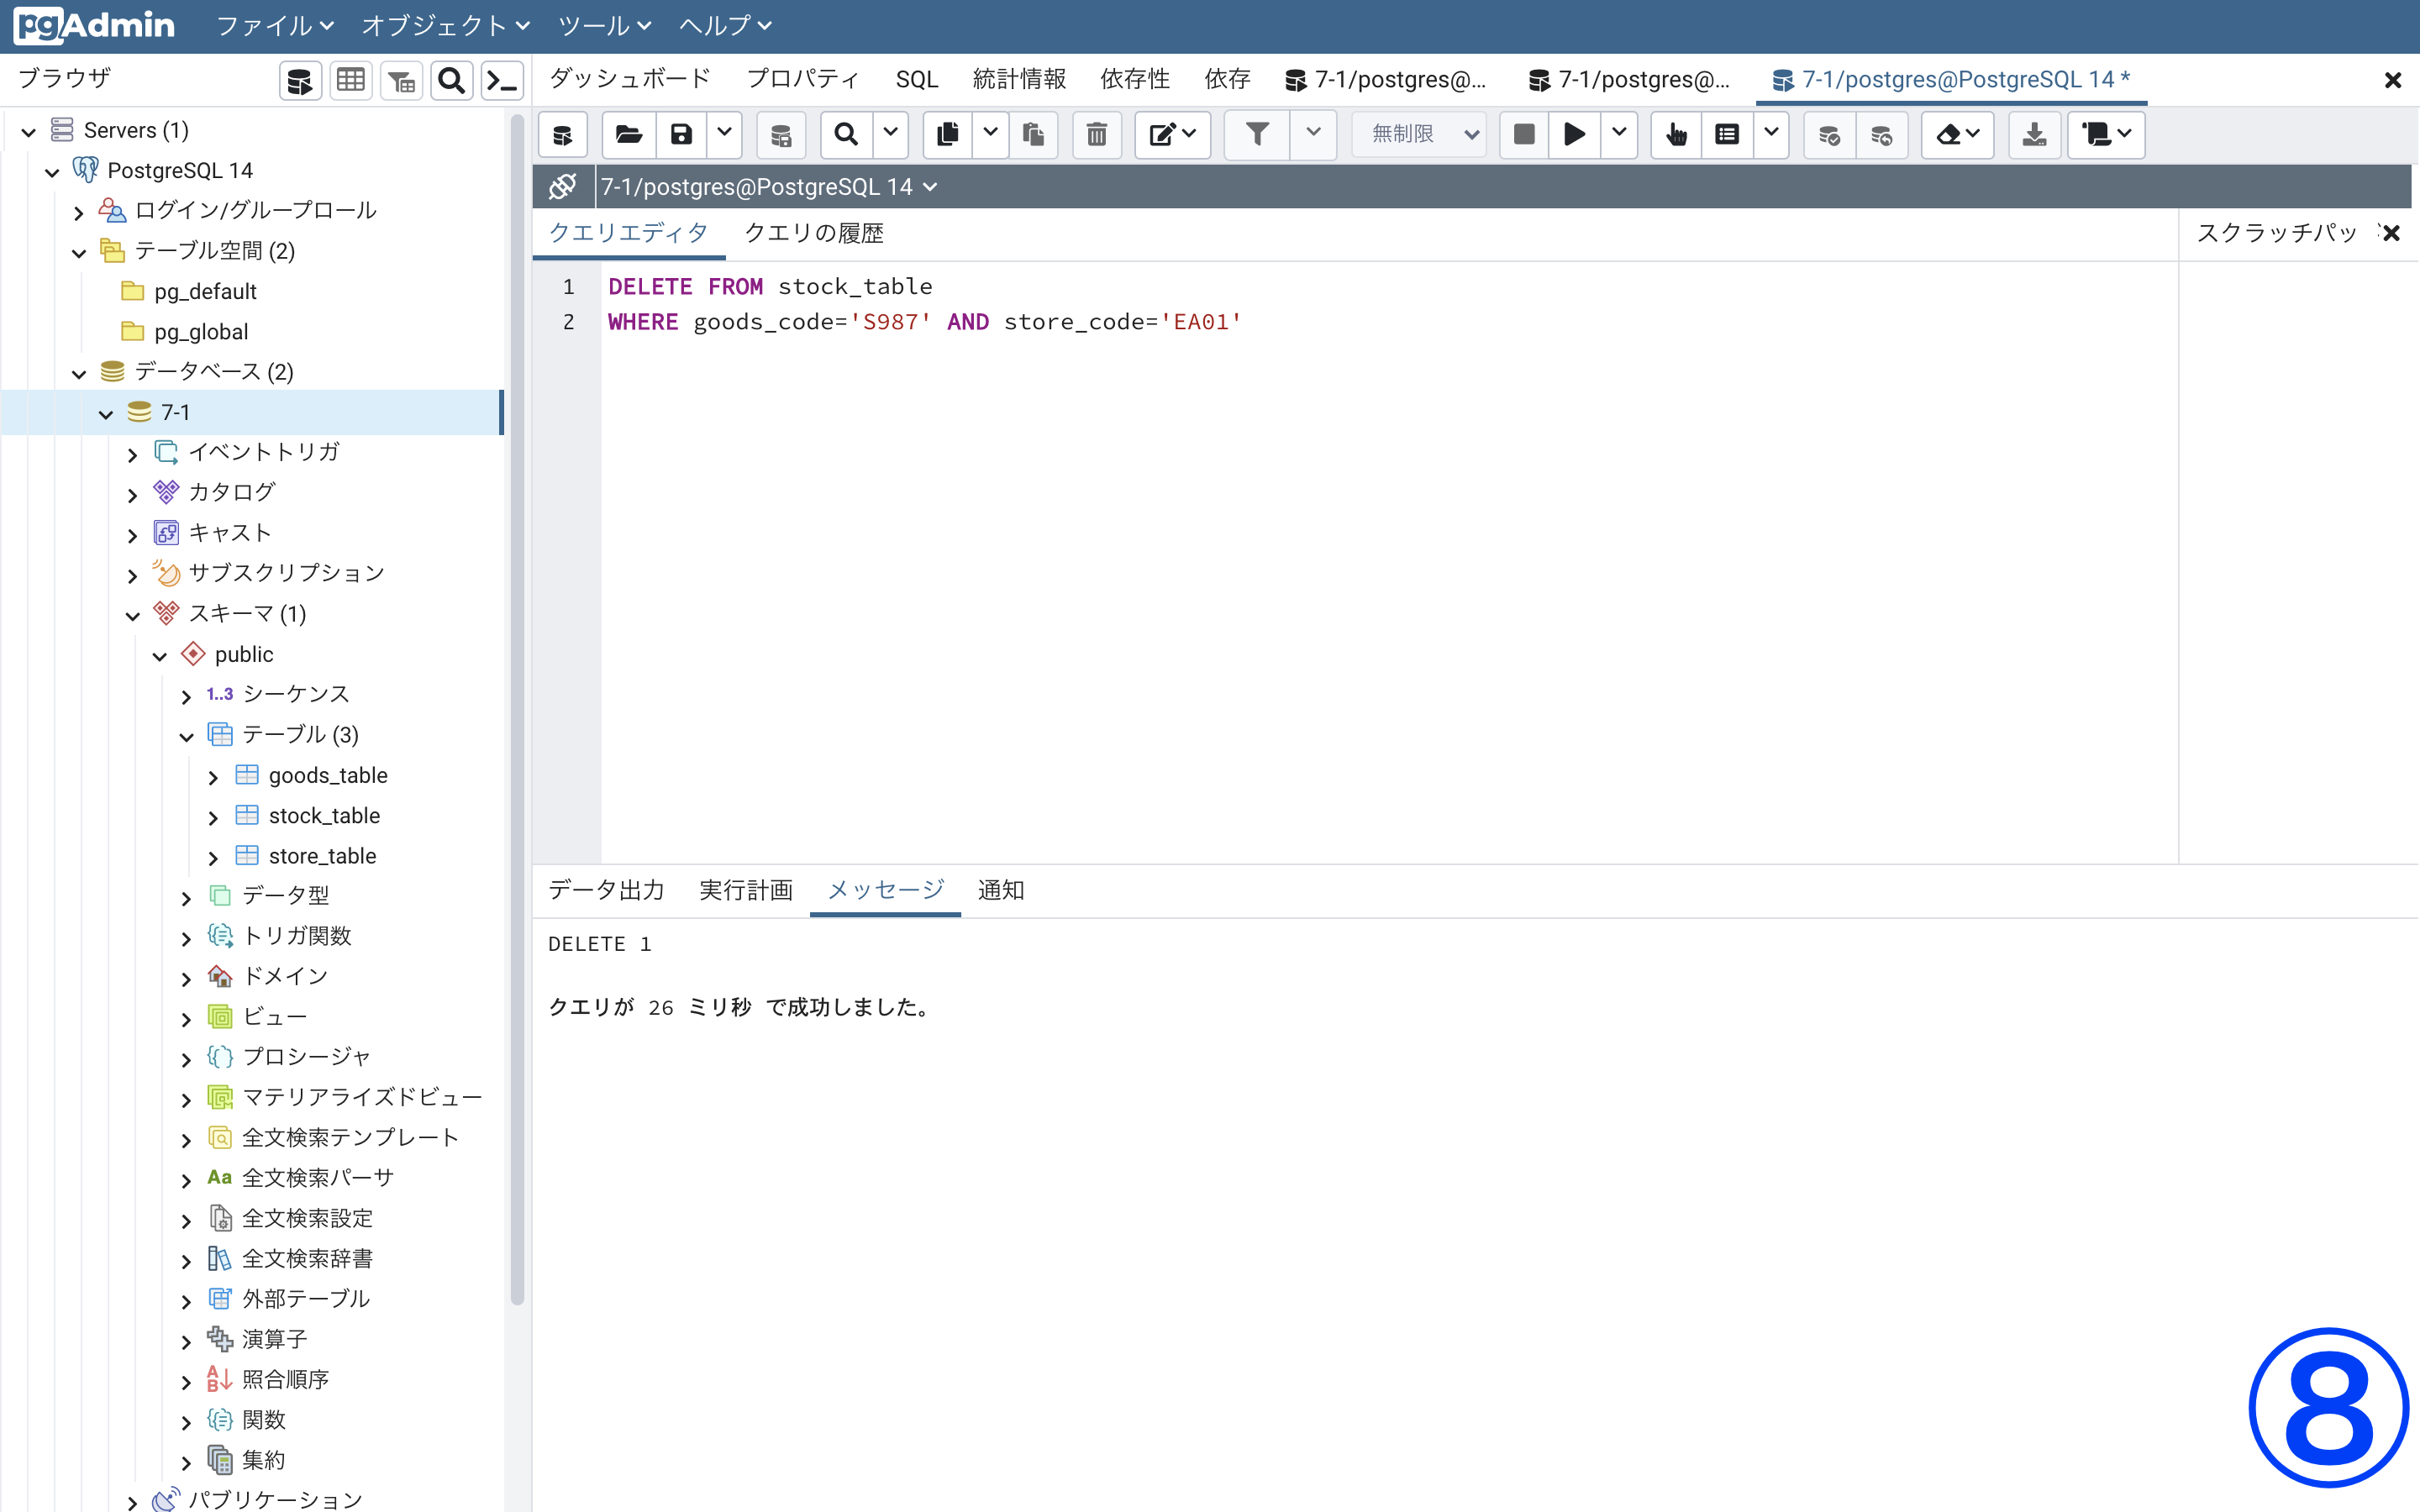 pgAdmin ファイル オブジェクト ツール ヘルプ
ブラウザ
ダッシュボード プロパティ SQL 統計情報 依存性 依存 7-1/postgres@... 7-1/postgres@... 7-1/postgres@PostgreSQL 14 *
Servers (1)
PostgreSQL 14
ログイン/グループロール
テーブル空間 (2)
pg_default
pg_global
データベース (2)
7-1
イベントトリガ
カタログ
キャスト
サブスクリプション
スキーマ (1)
public
1..3 シーケンス
テーブル (3)
goods_table
stock_table
store_table
データ型
トリガ関数
ドメイン
ビュー
プロシージャ
マテリアライズドビュー
全文検索テンプレート
Aa 全文検索パーサ
全文検索設定
全文検索辞書
外部テーブル
演算子
照合順序
関数
集約
パブリケーション
無制限
7-1/postgres@PostgreSQL 14
クエリエディタ クエリの履歴
スクラッチパッ
1 DELETE FROM stock_table
2 WHERE goods_code='S987' AND store_code='EA01'
データ出力 実行計画 メッセージ 通知
DELETE 1
クエリが 26 ミリ秒 で成功しました。
⑧